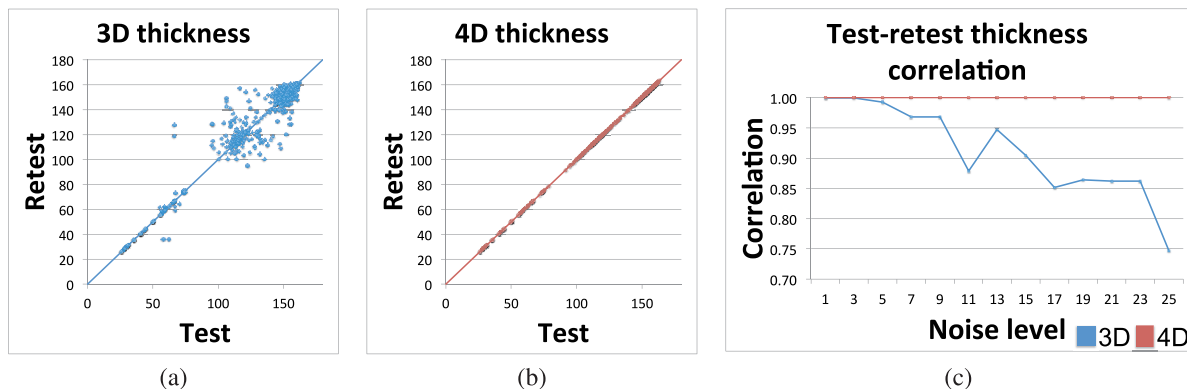 3D thickness
180
160
140
120
100
80
60
40
20
0
0 50 100 150
Retest
Test
(a)
4D thickness
180
160
140
120
100
80
60
40
20
0
0 50 100 150
Retest
Test
(b)
Test-retest thickness
correlation
1.00
0.95
0.90
0.85
0.80
0.75
0.70
1 3 5 7 9 11 13 15 17 19 21 23 25
Correlation
Noise level
3D 4D
(c)